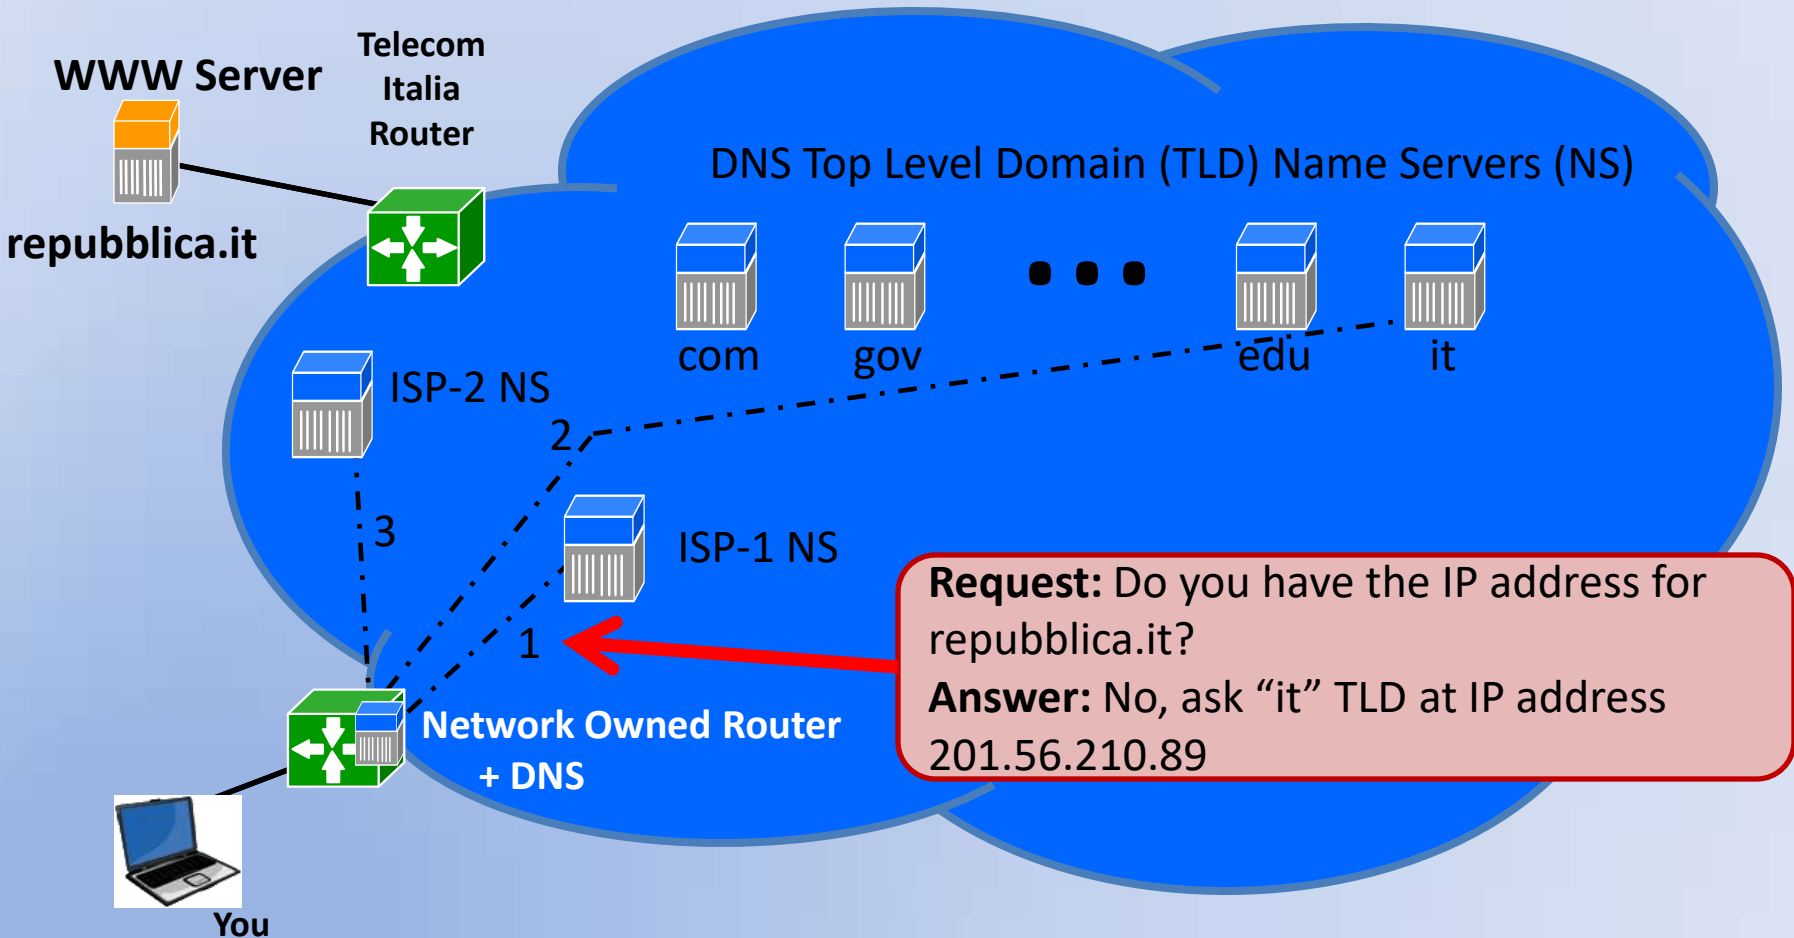 WWW Server
Telecom
Italia
Router
repubblica.it
DNS Top Level Domain (TLD) Name Servers (NS)
com
gov
edu
it
ISP-2 NS
2
3
ISP-1 NS
1
Request: Do you have the IP address for
repubblica.it?
Answer: No, ask “it” TLD at IP address
201.56.210.89
Network Owned Router
+ DNS
You